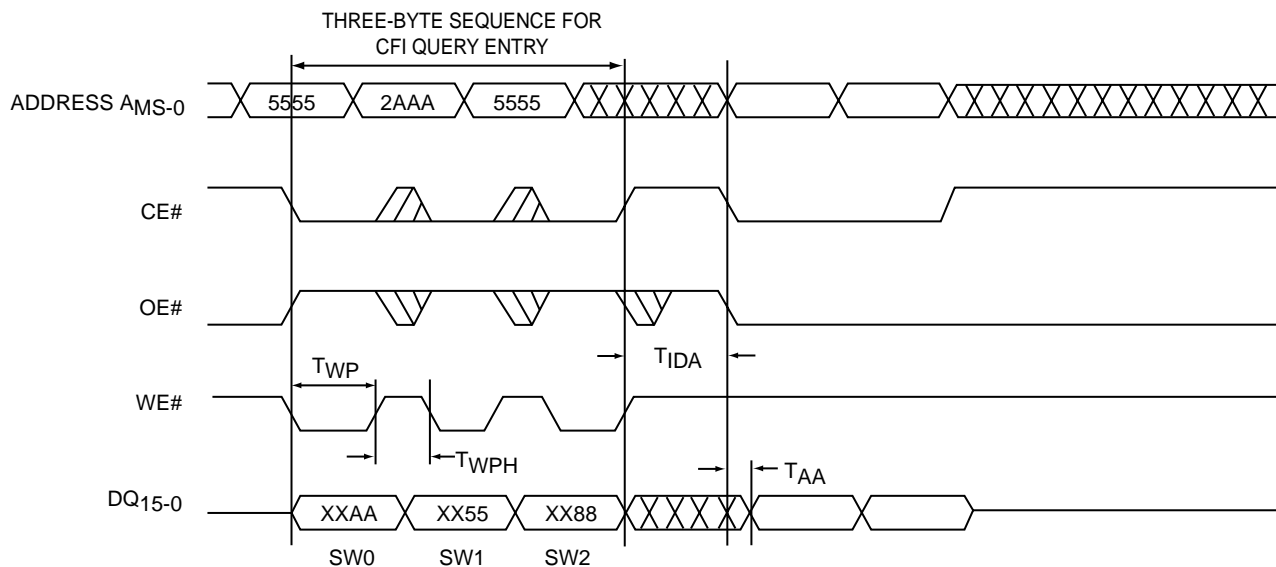 THREE-BYTE SEQUENCE FOR
CFI QUERY ENTRY
ADDRESS AMS-0
5555 2AAA 5555
CE#
OE#
TIDA
TWP
WE#
TWPH
TAA
DQ15-0
XXAA XX55 XX88
SW0 SW1 SW2